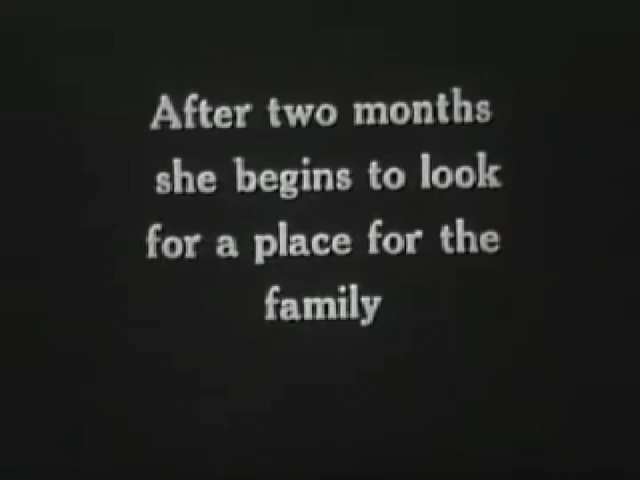 After two months
she begins to look
for a place for the
family